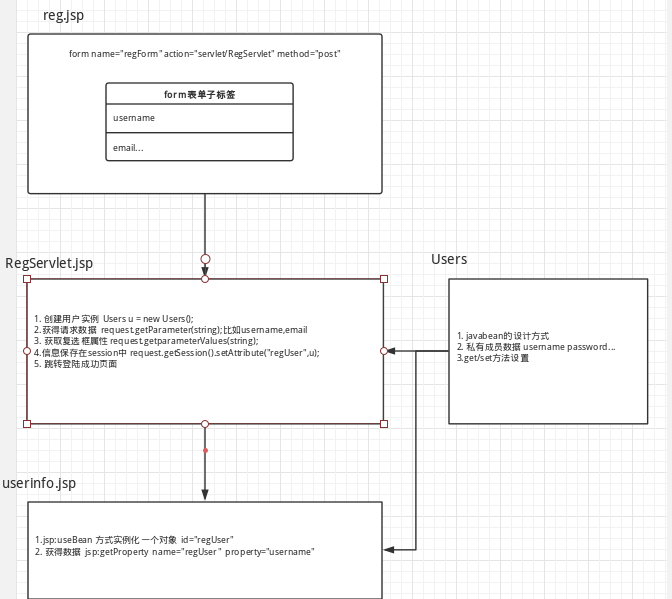 reg.jsp
form name="regForm" action="servlet/RegServlet" method="post"
form表单子标签
username
email...
RegServlet.jsp
1. 创建用户实例 Users u = new Users();
2.获得请求数据 request.getParameter(string);比如username,email
3. 获取复选框属性 request.getparameterValues(string);
4.信息保存在session中 request.getSession().setAttribute("regUser",u);
5. 跳转登陆成功页面
Users
1. javabean的设计方式
2. 私有成员数据 username password...
3.get/set方法设置
userinfo.jsp
1.jsp:useBean 方式实例化 一个对象 id="regUser"
2. 获得数据 jsp:getProperty name="regUser" property="username"